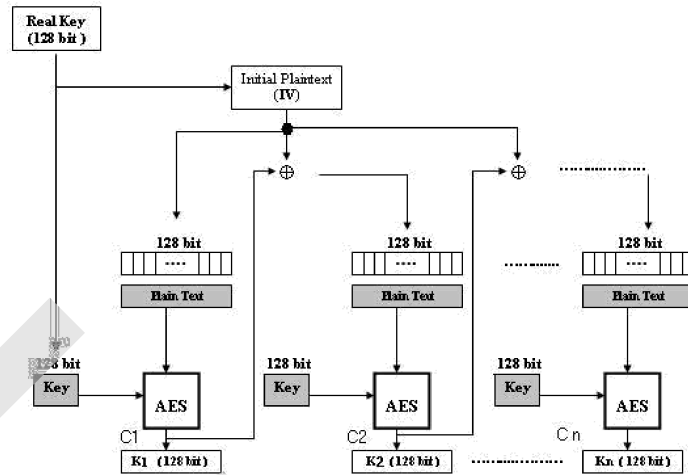 Real Key
(128 bit )
Initial Plaintext
(IV)
128 bit
128 bit
128 bit
....
....
....
Plain Text
Plain Text
Plain Text
128 bit
128 bit
128 bit
Key
Key
Key
AES
AES
AES
C1
C2
Cn
K1 (128 bit)
K2 (128 bit)
Kn (128 bit)